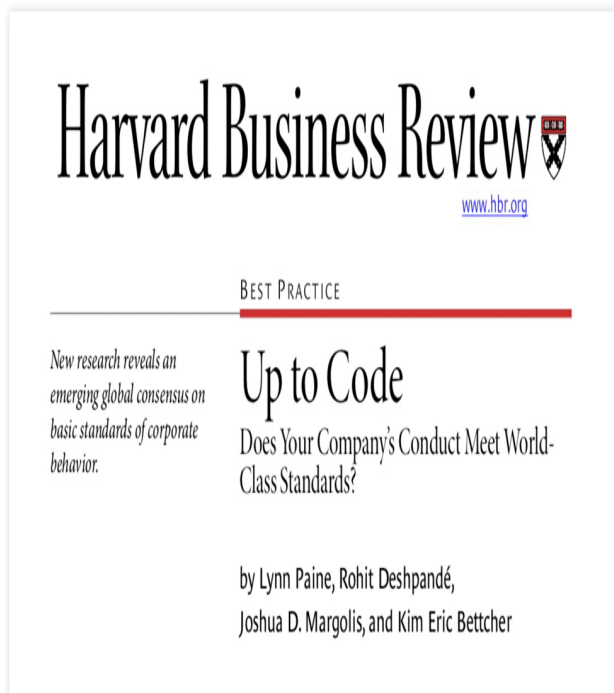 Harvard Business Review
www.hbr.org
BEST PRACTICE
New research reveals an
emerging global consensus on
basic standards of corporate
behavior.
Up to Code
Does Your Company's Conduct Meet World-
Class Standards?
by Lynn Paine, Rohit Deshpandé,
Joshua D. Margolis, and Kim Eric Bettcher